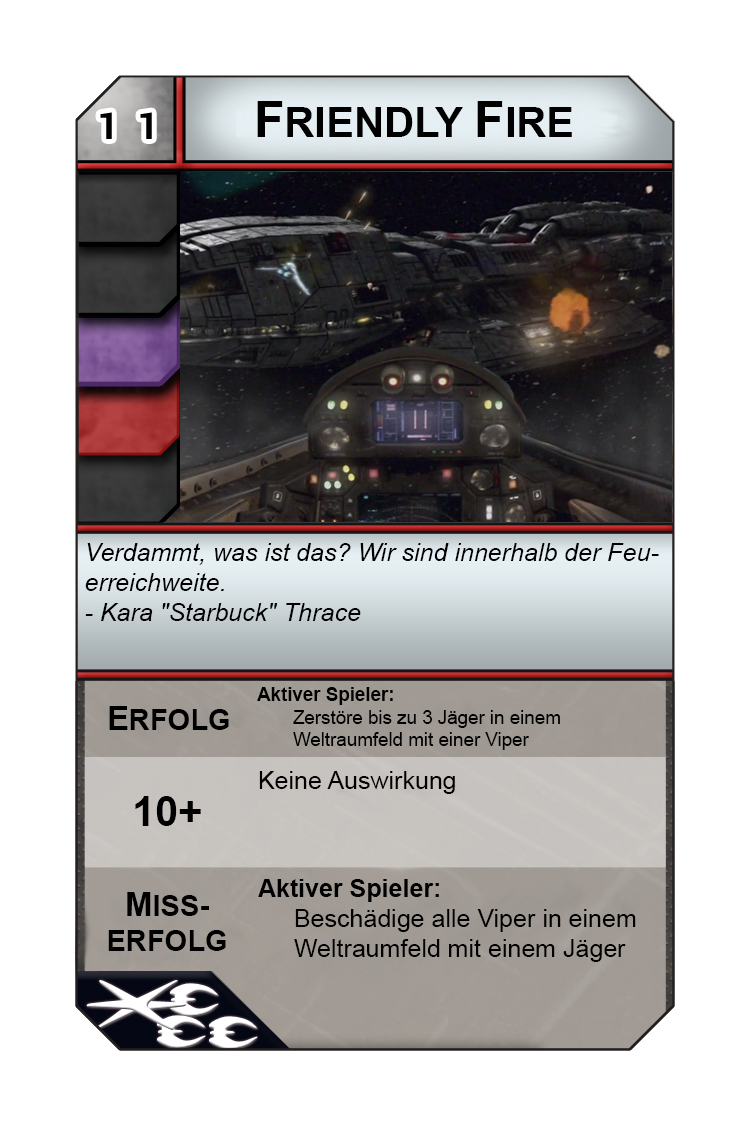 11
FRIENDLY FIRE
Verdammt, was ist das? Wir sind innerhalb der Feu-
erreichweite.
- Kara "Starbuck" Thrace
ERFOLG
Aktiver Spieler:
Zerstöre bis zu 3 Jäger in einem
Weltraumfeld mit einer Viper
10+
Keine Auswirkung
MISS-
ERFOLG
Aktiver Spieler:
Beschädige alle Viper in einem
Weltraumfeld mit einem Jäger